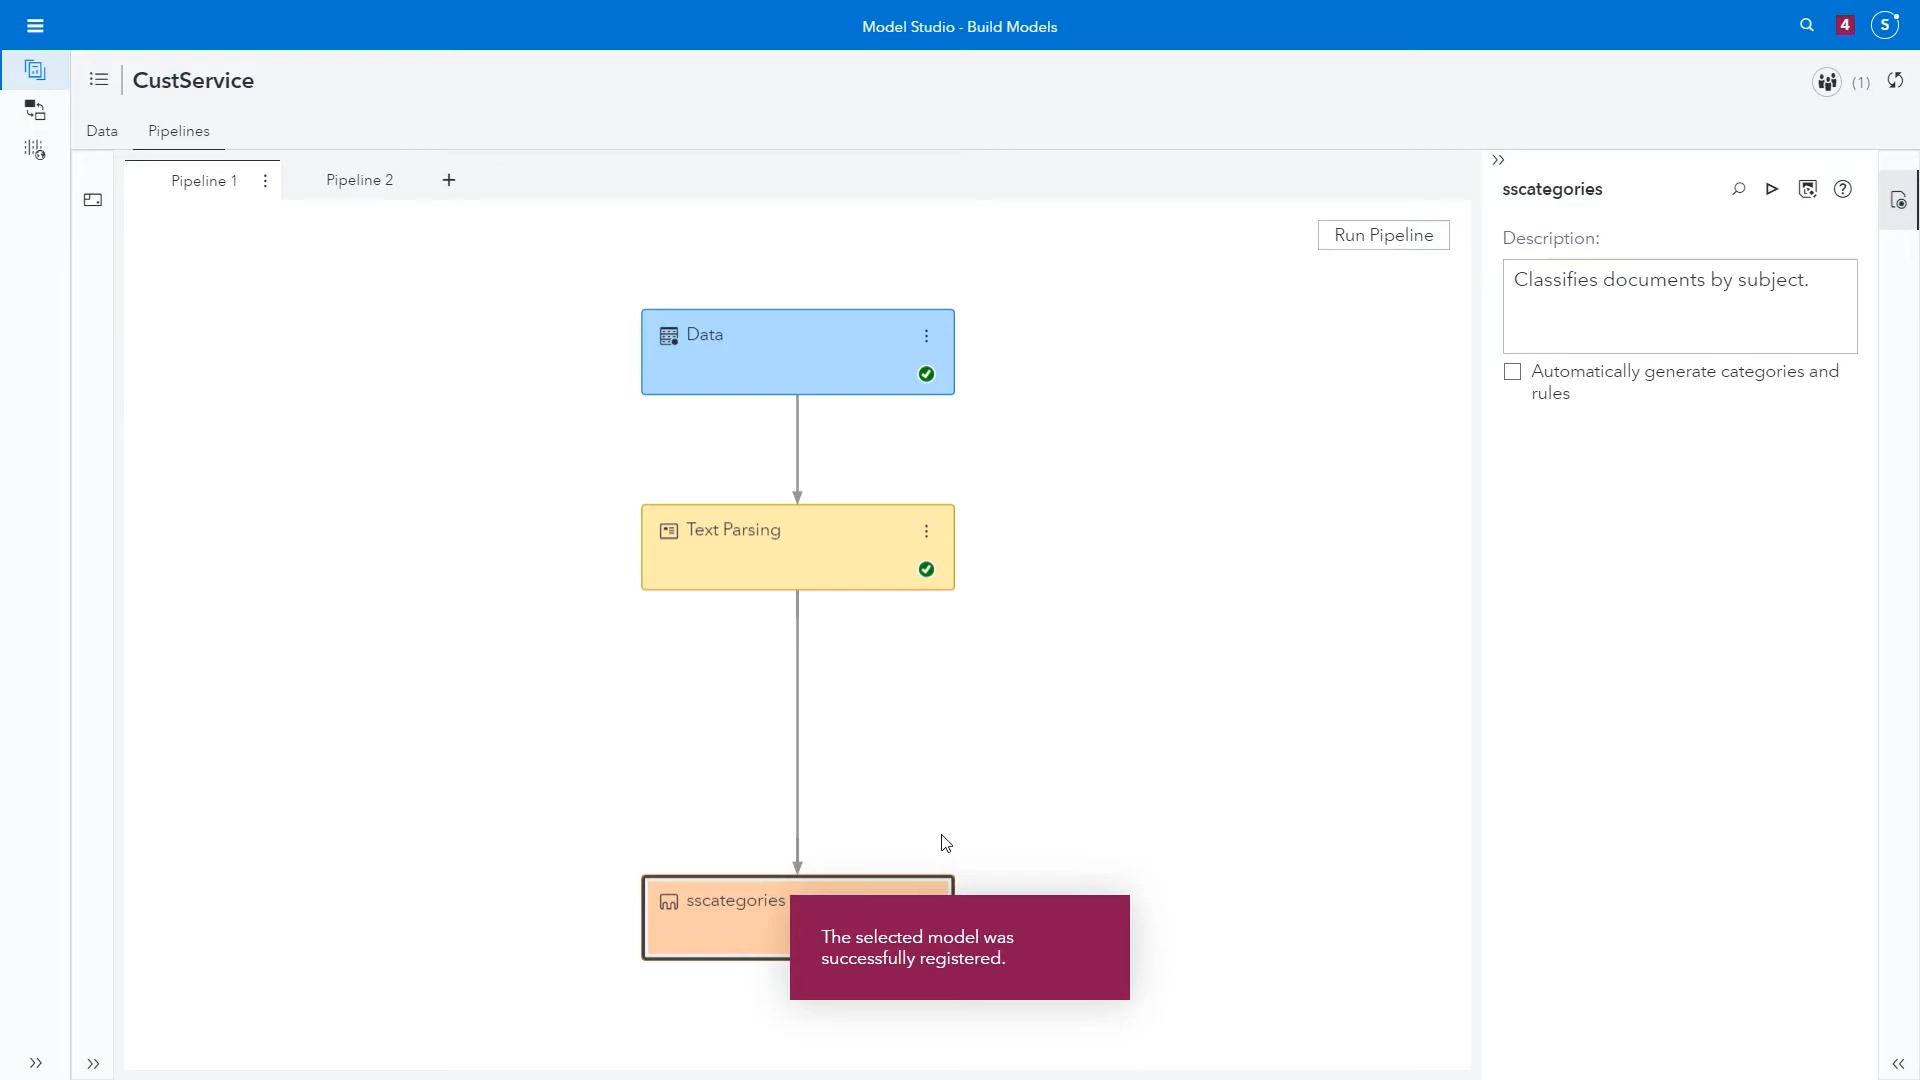 Model Studio - Build Models
4
S
CustService
(1)
Data
Pipelines
Pipeline 1
Pipeline 2
Run Pipeline
Data
Text Parsing
sscategories
The selected model was
successfully registered.
sscategories
Description:
Classifies documents by subject.
Automatically generate categories and
rules